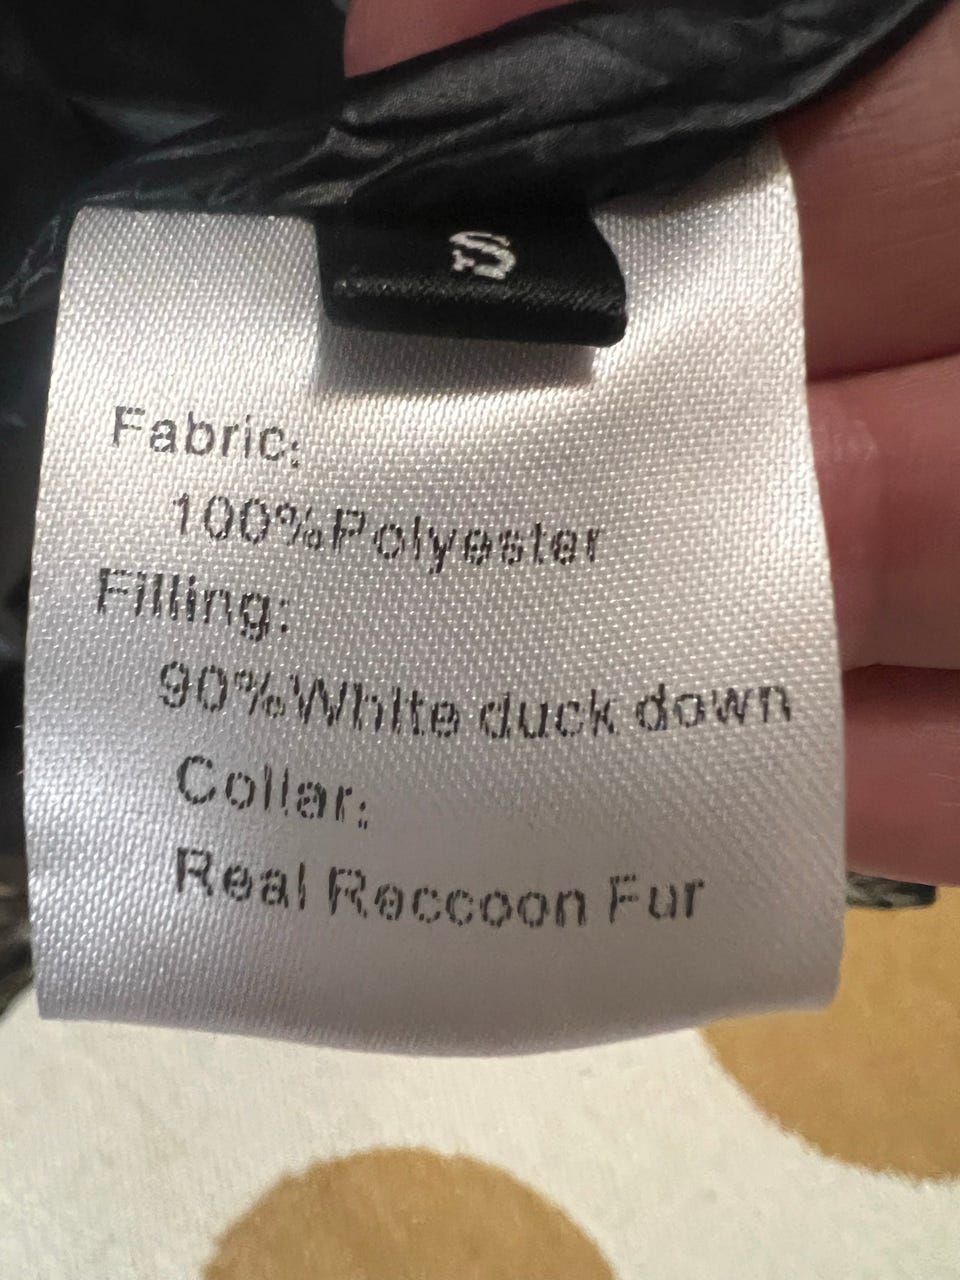 S
Fabric:
100%Polyester
Filling:
90%White duck down
Collar:
Real Reccoon Fur